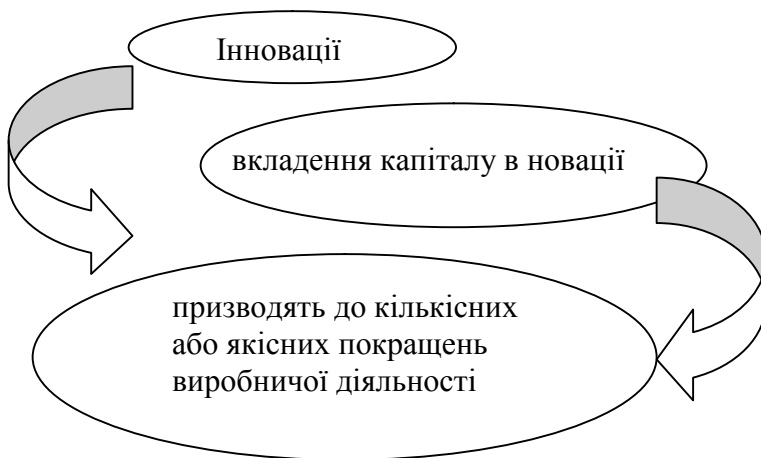 Інновації
вкладення капіталу в новації
призводять до кількісних
або якісних покращень
виробничої діяльності